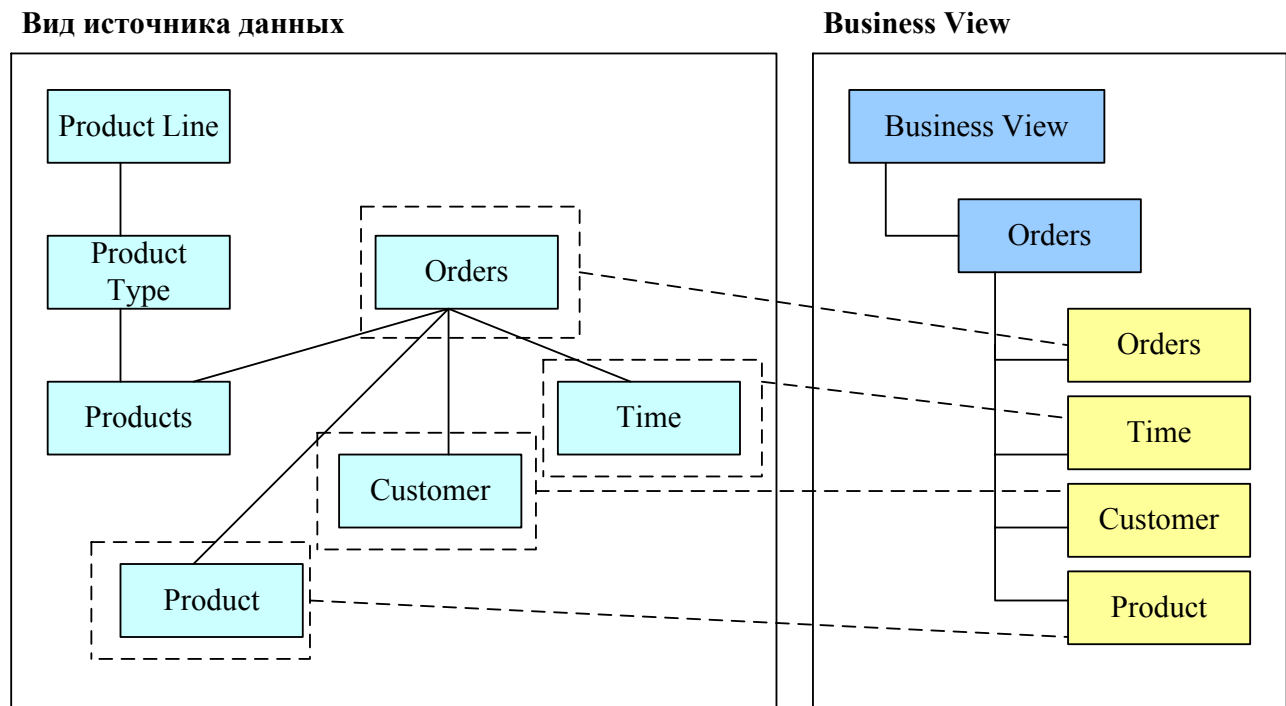 Вид источника данных
Business View
Product Line
Business View
Product
Type
Orders
Orders
Orders
Products
Time
Time
Customer
Customer
Product
Product